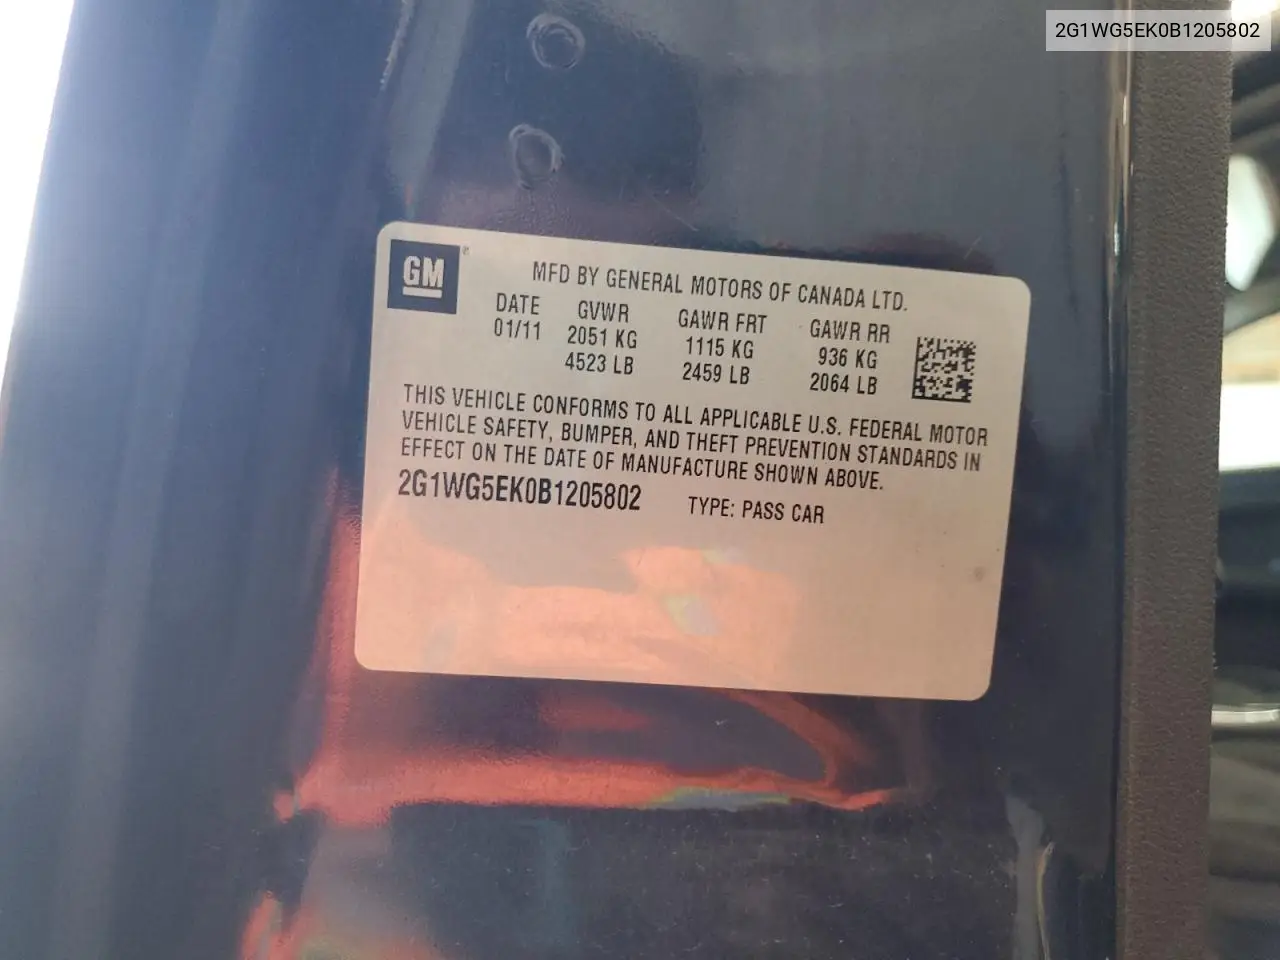 2G1WG5EK0B1205802
GM®
MFD BY GENERAL MOTORS OF CANADA LTD.
DATE GVWR GAWR FRT GAWR RR
01/11 2051 KG 1115 KG 936 KG
4523 LB 2459 LB 2064 LB
THIS VEHICLE CONFORMS TO ALL APPLICABLE U.S. FEDERAL MOTOR
VEHICLE SAFETY, BUMPER, AND THEFT PREVENTION STANDARDS IN
EFFECT ON THE DATE OF MANUFACTURE SHOWN ABOVE.
2G1WG5EK0B1205802 TYPE: PASS CAR